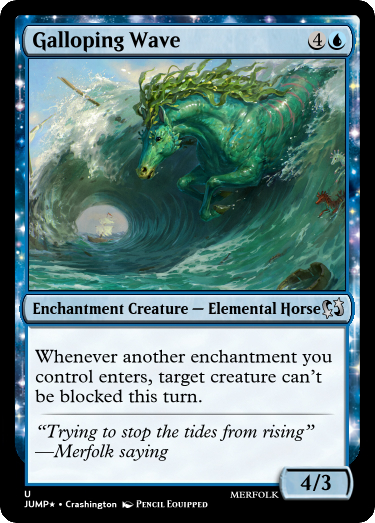 Galloping Wave 4
Enchantment Creature — Elemental Horse
Whenever another enchantment you
control enters, target creature can't
be blocked this turn.
“Trying to stop the tides from rising”
—Merfolk saying
4/3
U
JUMP★ • Crashington Pencil Equipped
MERFOLK